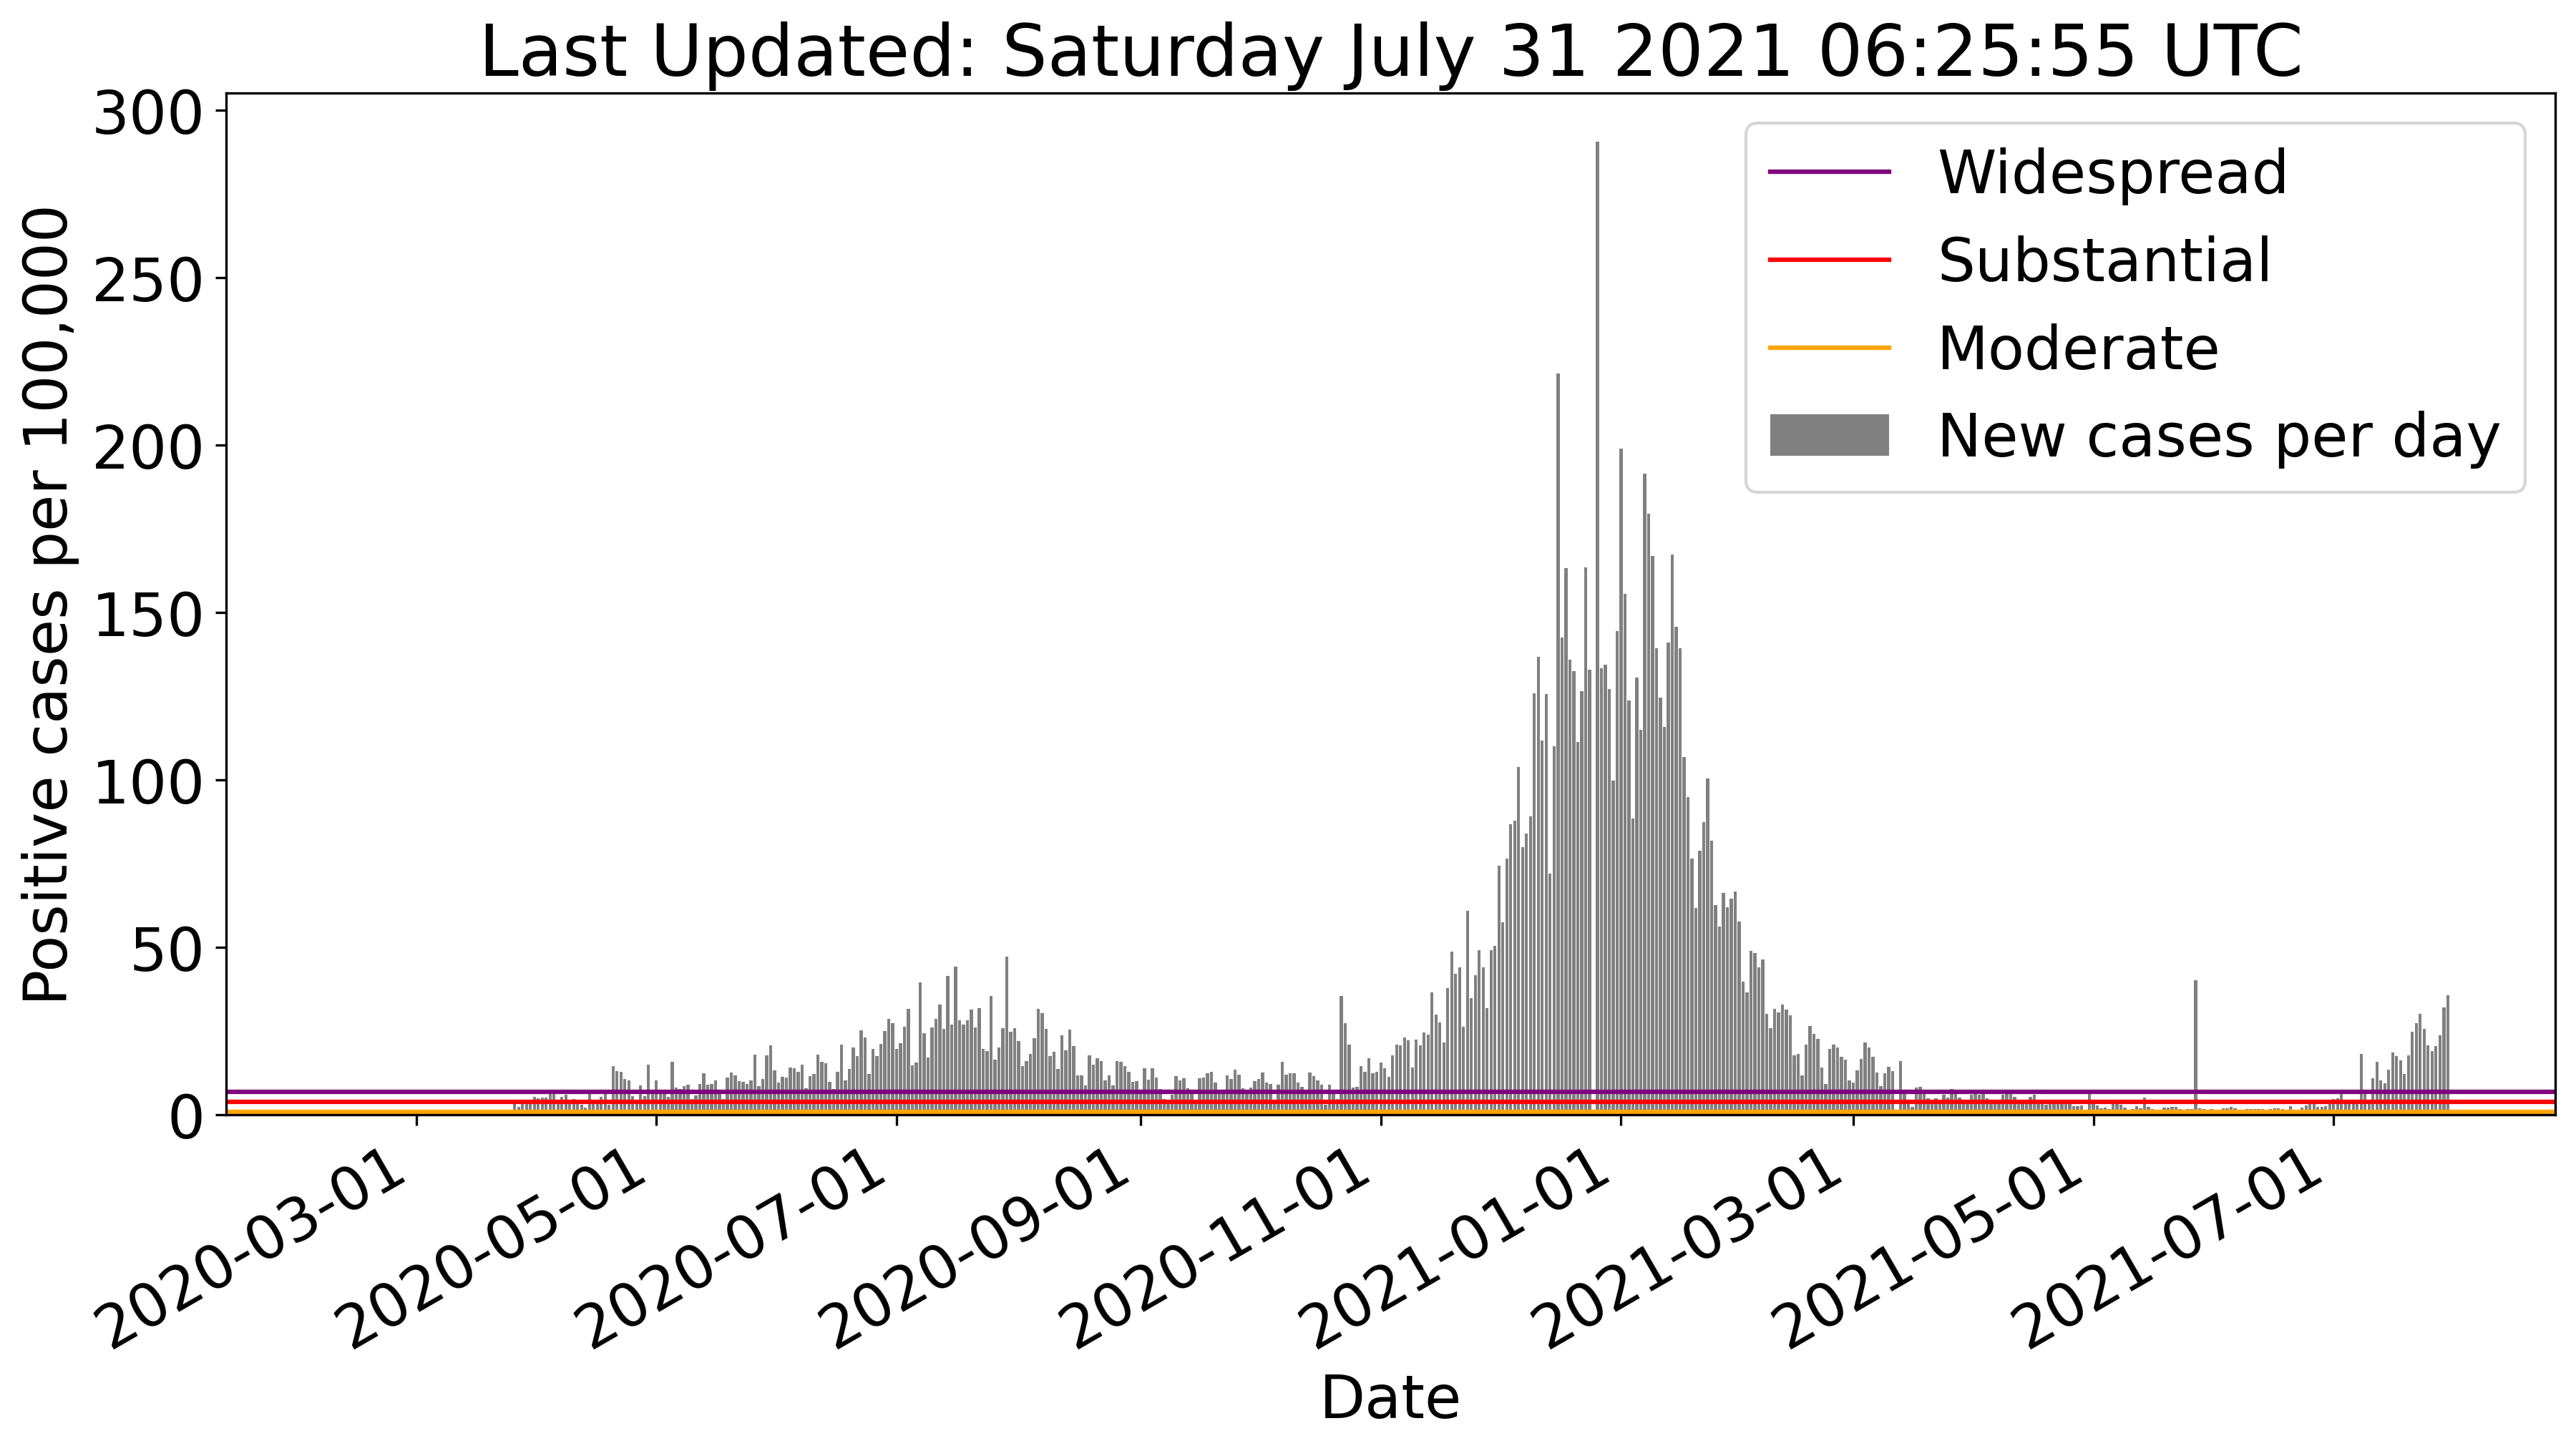 Last Updated: Saturday July 31 2021 06:25:55 UTC
Positive cases per 100,000
300
250
200
150
100
50
0
Widespread
Substantial
Moderate
New cases per day
2020-03-01
2020-05-01
2020-07-01
2020-09-01
2020-11-01
2021-01-01
2021-03-01
2021-05-01
2021-07-01
Date